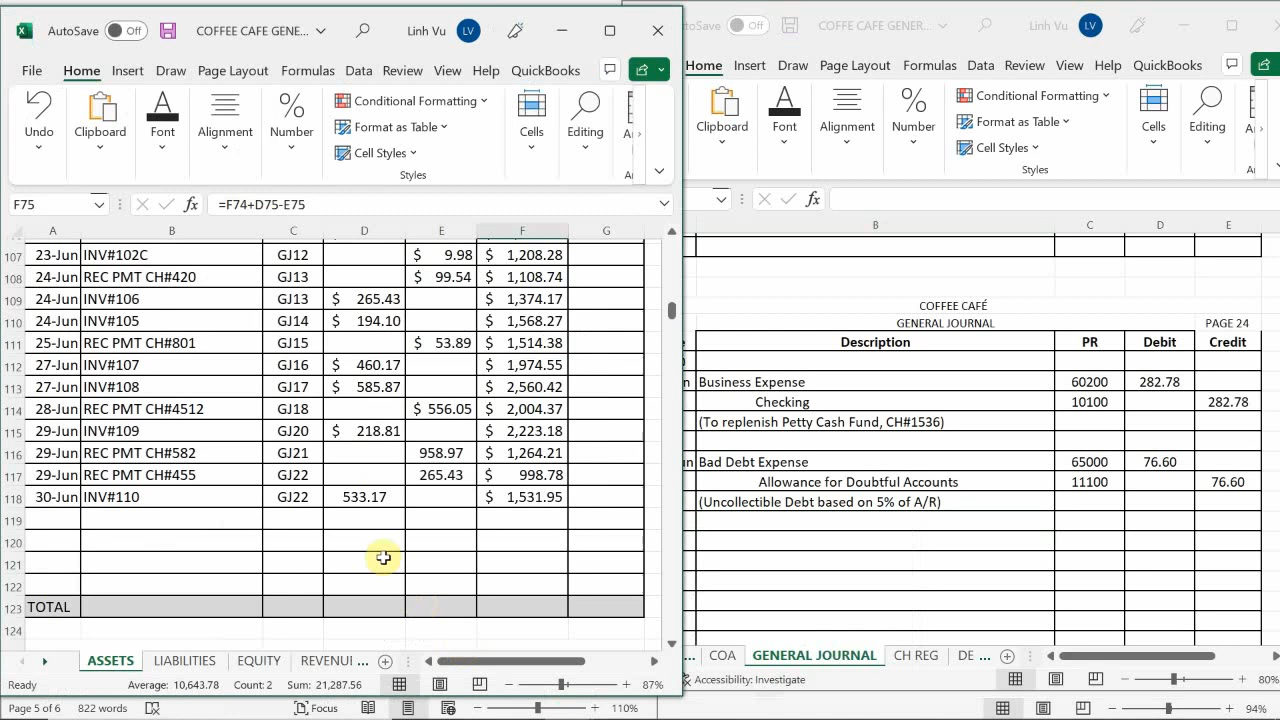 AutoSave Off COFFEE CAFE GENE... Linh Vu LV
File Home Insert Draw Page Layout Formulas Data Review View Help QuickBooks
Undo Clipboard Font Alignment Number Conditional Formatting Format as Table Cell Styles Cells Editing
Styles
F75 =F74+D75-E75
A B C D E F G
107 23-Jun INV#102C GJ12 $ 9.98 $ 1,208.28
108 24-Jun REC PMT CH#420 GJ13 $ 99.54 $ 1,108.74
109 24-Jun INV#106 GJ13 $ 265.43 $ 1,374.17
110 24-Jun INV#105 GJ14 $ 194.10 $ 1,568.27
111 25-Jun REC PMT CH#801 GJ15 $ 53.89 $ 1,514.38
112 27-Jun INV#107 GJ16 $ 460.17 $ 1,974.55
113 27-Jun INV#108 GJ17 $ 585.87 $ 2,560.42
114 28-Jun REC PMT CH#4512 GJ18 $ 556.05 $ 2,004.37
115 29-Jun INV#109 GJ20 $ 218.81 $ 2,223.18
116 29-Jun REC PMT CH#582 GJ21 958.97 $ 1,264.21
117 29-Jun REC PMT CH#455 GJ22 265.43 $ 998.78
118 30-Jun INV#110 GJ22 533.17 $ 1,531.95
119
120
121
122
123 TOTAL
124
ASSETS LIABILITIES EQUITY REVENUI ...
Ready Average: 10,643.78 Count: 2 Sum: 21,287.56 87%
Page 5 of 6 822 words Focus 110%
toSave Off COFFE CAFE GENER... Linh Vu LV
Home Insert Draw Page Layout Formulas Data Review View Help QuickBooks
Clipboard Font Alignment Number Conditional Formatting Format as Table Cell Styles Cells Editing
Styles
B C D E
COFFEE CAFÉ
GENERAL JOURNAL PAGE 24
Description PR Debit Credit
Business Expense 60200 282.78
Checking 10100 282.78
(To replenish Petty Cash Fund, CH#1536)
Bad Debt Expense 65000 76.60
Allowance for Doubtful Accounts 11100 76.60
(Uncollectible Debt based on 5% of A/R)
... COA GENERAL JOURNAL CH REG DE ...
Accessibility: Investigate 80%
94%